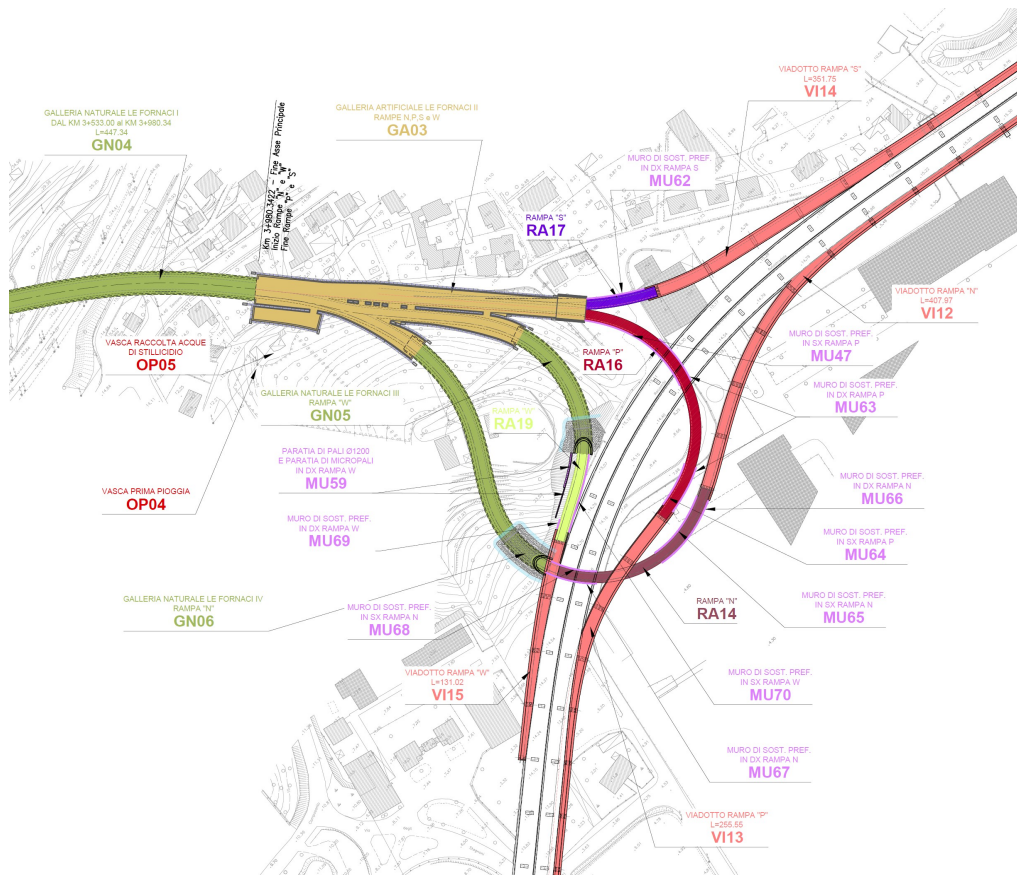 VIADOTTO RAMPA "S"
L=351.75
VI14
GALLERIA NATURALE LE FORNACI I
DAL KM 3+533.00 al KM 3+980.34
L=447.34
GN04
Km 3+980.3422 - Fine Asse Principale
Inizio Rampe "N" e "W"
Fine Rampe "P" e "S"
GALLERIA ARTIFICIALE LE FORNACI II
RAMPE N,P,S e W
GA03
MURO DI SOST. PREF.
IN DX RAMPA S
MU62
RAMPA "S"
RA17
VIADOTTO RAMPA "N"
L=407.97
VI12
VASCA RACCOLTA ACQUE
DI STILLICIDIO
OP05
RAMPA "P"
RA16
MURO DI SOST. PREF.
IN SX RAMPA P
MU47
GALLERIA NATURALE LE FORNACI III
RAMPA "W"
GN05
RAMPA "W"
RA19
MURO DI SOST. PREF.
IN DX RAMPA P
MU63
PARATIA DI PALI Ø1200
E PARATIA DI MICROPALI
IN DX RAMPA W
MU59
VASCA PRIMA PIOGGIA
OP04
MURO DI SOST. PREF.
IN DX RAMPA N
MU66
MURO DI SOST. PREF.
IN DX RAMPA W
MU69
MURO DI SOST. PREF.
IN SX RAMPA P
MU64
GALLERIA NATURALE LE FORNACI IV
RAMPA "N"
GN06
MURO DI SOST. PREF.
IN SX RAMPA N
MU68
RAMPA "N"
RA14
MURO DI SOST. PREF.
IN SX RAMPA N
MU65
VIADOTTO RAMPA "W"
L=131.02
VI15
MURO DI SOST. PREF.
IN SX RAMPA W
MU70
MURO DI SOST. PREF.
IN DX RAMPA N
MU67
VIADOTTO RAMPA "P"
VI13